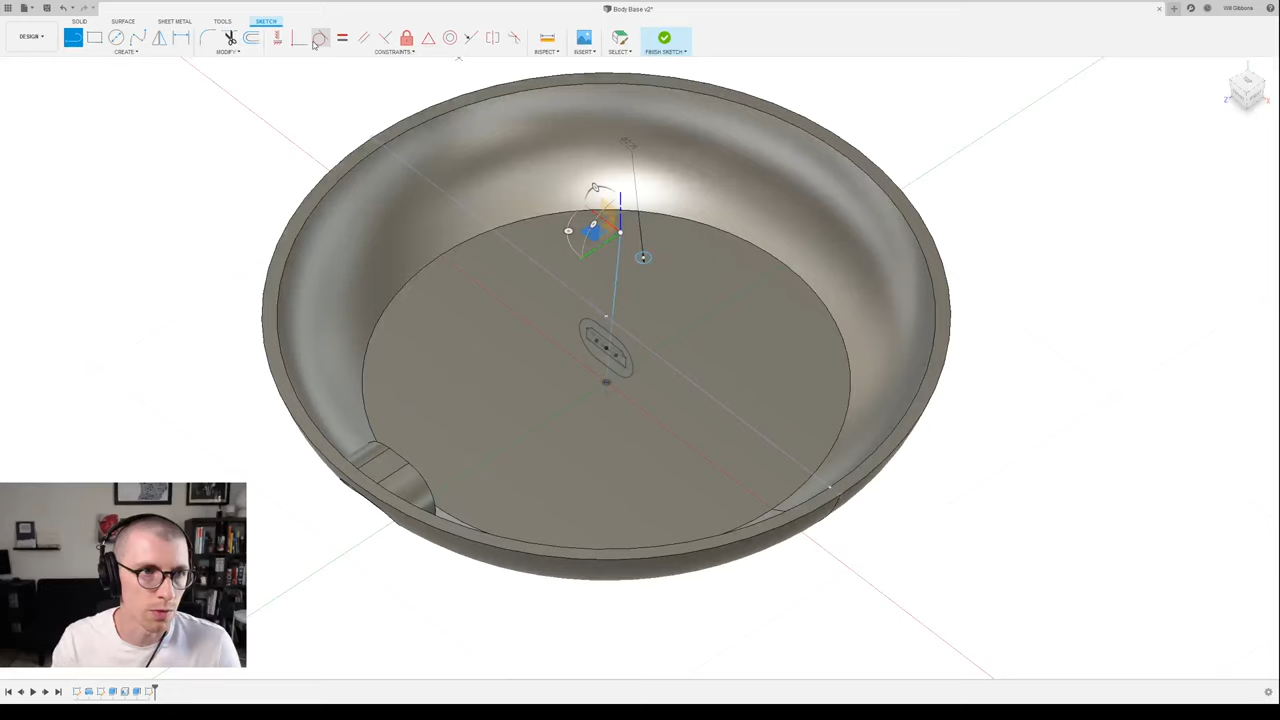 Body Base v2*
Will Gibbons
SOLID SURFACE SHEET METAL TOOLS SKETCH
DESIGN
CREATE MODIFY CONSTRAINTS INSPECT INSERT SELECT FINISH SKETCH
Z X